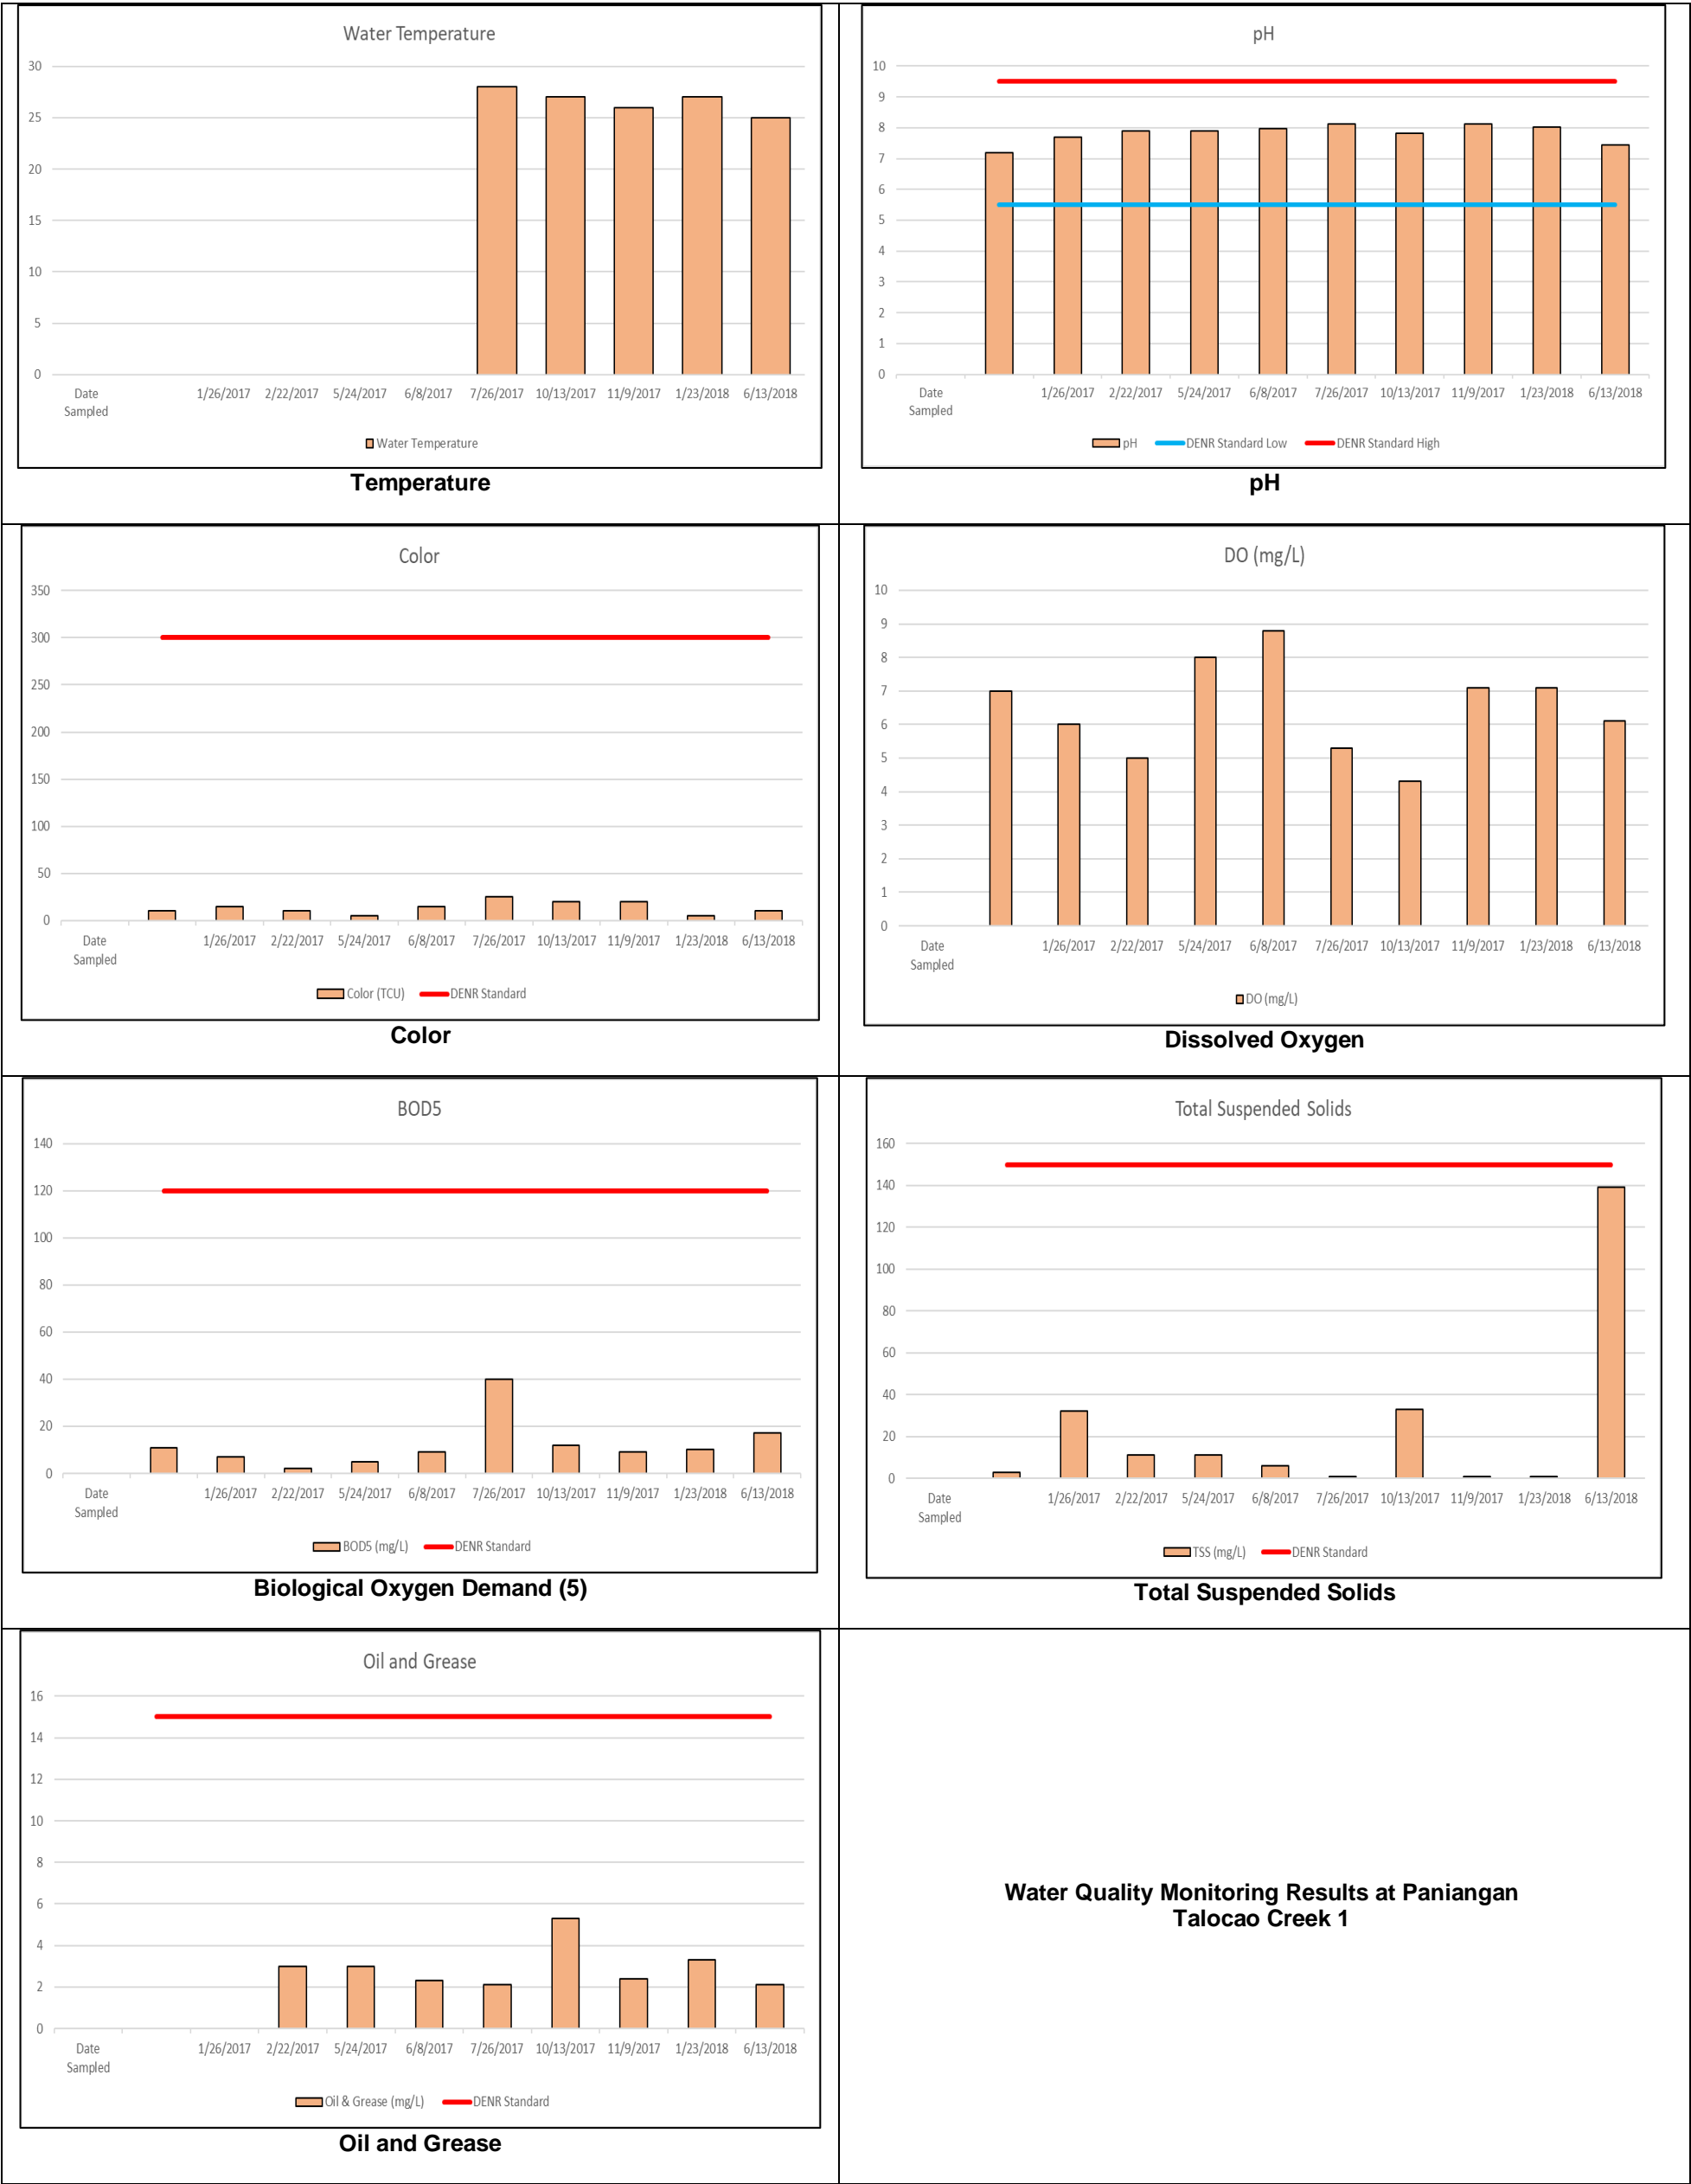 Water Temperature
30
25
20
15
10
5
0
Date
Sampled
1/26/2017 2/22/2017 5/24/2017 6/8/2017 7/26/2017 10/13/2017 11/9/2017 1/23/2018 6/13/2018
Water Temperature
Temperature
pH
10
9
8
7
6
5
4
3
2
1
0
Date
Sampled
1/26/2017 2/22/2017 5/24/2017 6/8/2017 7/26/2017 10/13/2017 11/9/2017 1/23/2018 6/13/2018
pH DENR Standard Low DENR Standard High
pH
Color
350
300
250
200
150
100
50
0
Date
Sampled
1/26/2017 2/22/2017 5/24/2017 6/8/2017 7/26/2017 10/13/2017 11/9/2017 1/23/2018 6/13/2018
Color (TCU) DENR Standard
Color
DO (mg/L)
10
9
8
7
6
5
4
3
2
1
0
Date
Sampled
1/26/2017 2/22/2017 5/24/2017 6/8/2017 7/26/2017 10/13/2017 11/9/2017 1/23/2018 6/13/2018
DO (mg/L)
Dissolved Oxygen
BOD5
140
120
100
80
60
40
20
0
Date
Sampled
1/26/2017 2/22/2017 5/24/2017 6/8/2017 7/26/2017 10/13/2017 11/9/2017 1/23/2018 6/13/2018
BOD5 (mg/L) DENR Standard
Biological Oxygen Demand (5)
Total Suspended Solids
160
140
120
100
80
60
40
20
0
Date
Sampled
1/26/2017 2/22/2017 5/24/2017 6/8/2017 7/26/2017 10/13/2017 11/9/2017 1/23/2018 6/13/2018
TSS (mg/L) DENR Standard
Total Suspended Solids
Oil and Grease
16
14
12
10
8
6
4
2
0
Date
Sampled
1/26/2017 2/22/2017 5/24/2017 6/8/2017 7/26/2017 10/13/2017 11/9/2017 1/23/2018 6/13/2018
Oil & Grease (mg/L) DENR Standard
Oil and Grease
Water Quality Monitoring Results at Paniangan
Talocao Creek 1